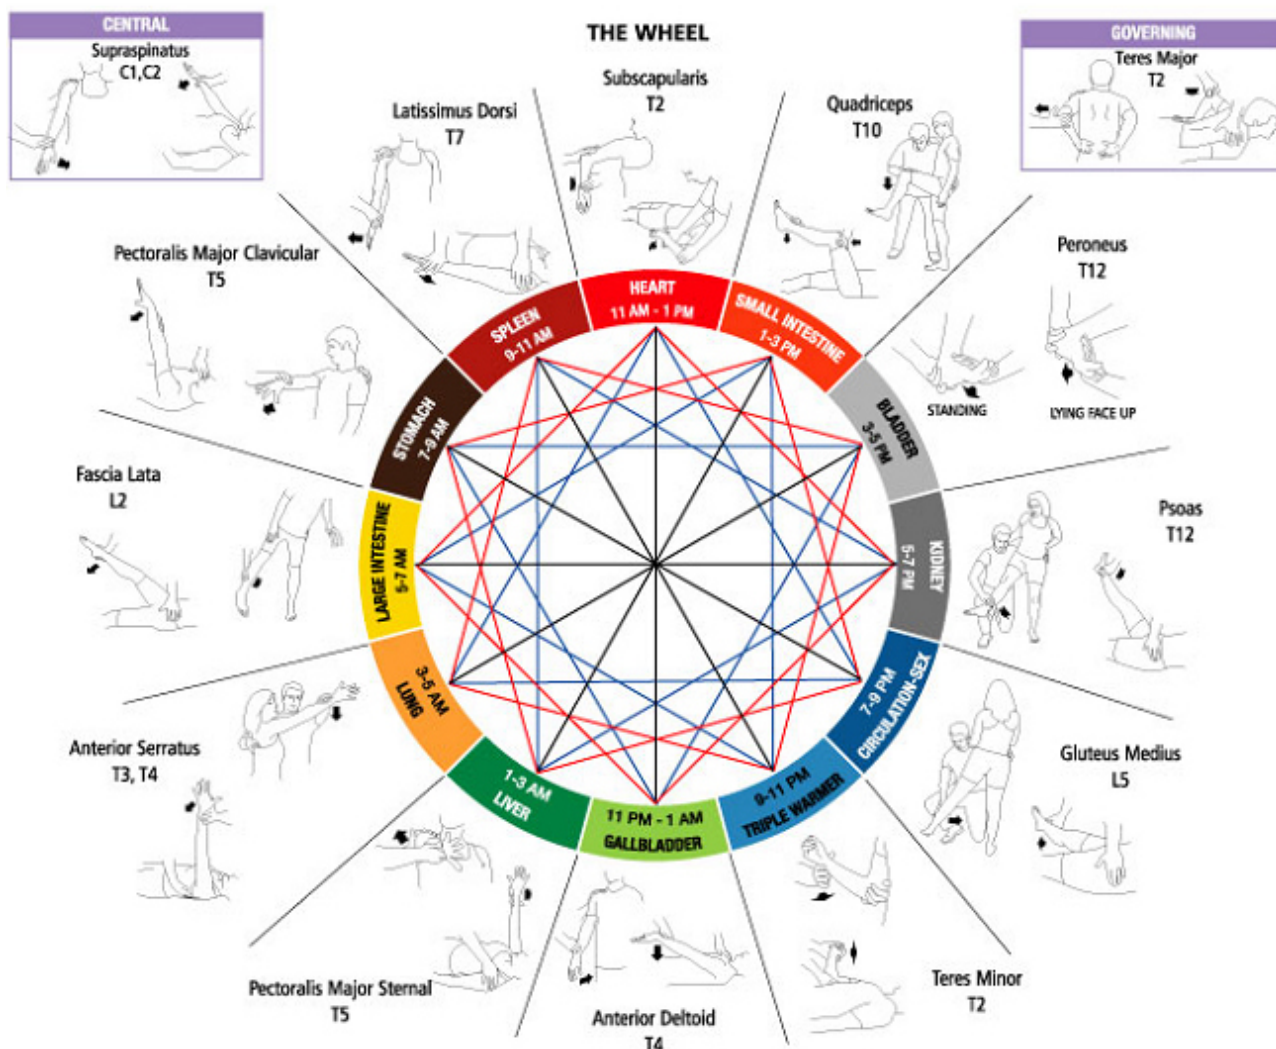 CENTRAL
Supraspinatus
C1,C2
THE WHEEL
GOVERNING
Teres Major
T2
Subscapularis
T2
Latissimus Dorsi
T7
Quadriceps
T10
Pectoralis Major Clavicular
T5
Peroneus
T12
STANDING
LYING FACE UP
HEART
11 AM - 1 PM
SMALL INTESTINE
1-3 PM
BLADDER
3-5 PM
KIDNEY
5-7 PM
7-9 PM
CIRCULATION-SEX
9-11 PM
TRIPLE WARMER
11 PM - 1 AM
GALLBLADDER
1-3 AM
LIVER
3-5 AM
LUNG
LARGE INTESTINE
5-7 AM
STOMACH
7-9 AM
SPLEEN
9-11 AM
Fascia Lata
L2
Psoas
T12
Anterior Serratus
T3, T4
Gluteus Medius
L5
Pectoralis Major Sternal
T5
Anterior Deltoid
T4
Teres Minor
T2